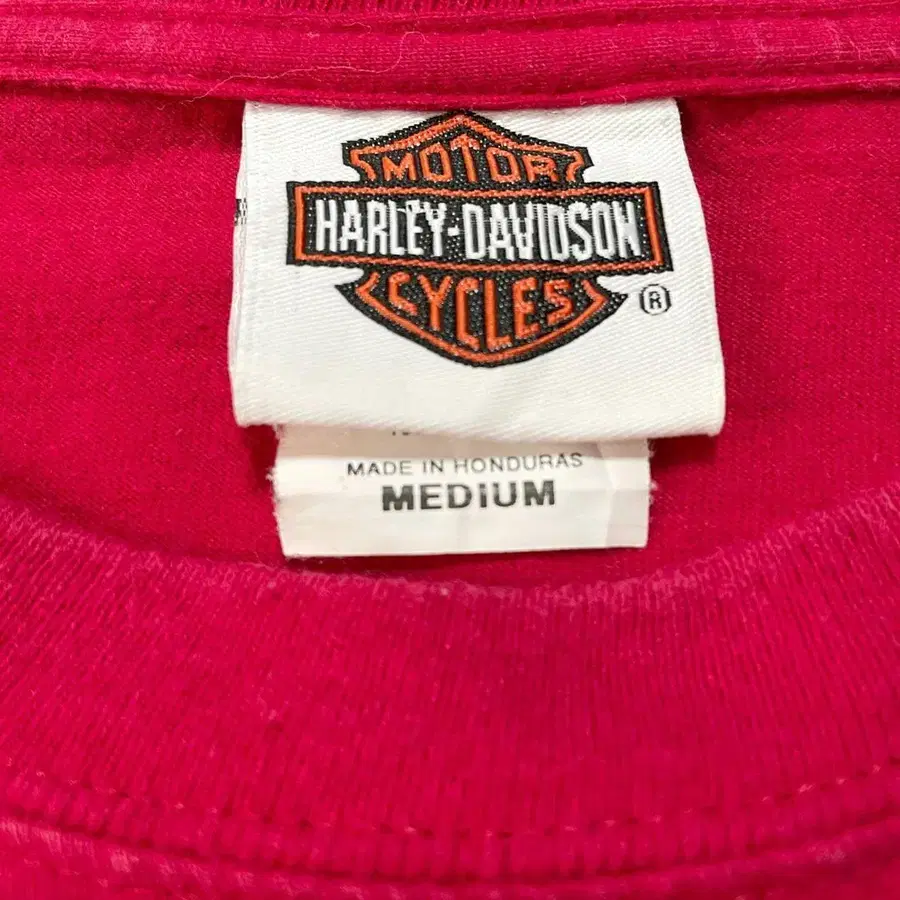 MOTOR
HARLEY-DAVIDSON
CYCLES
®
MADE IN HONDURAS
MEDIUM